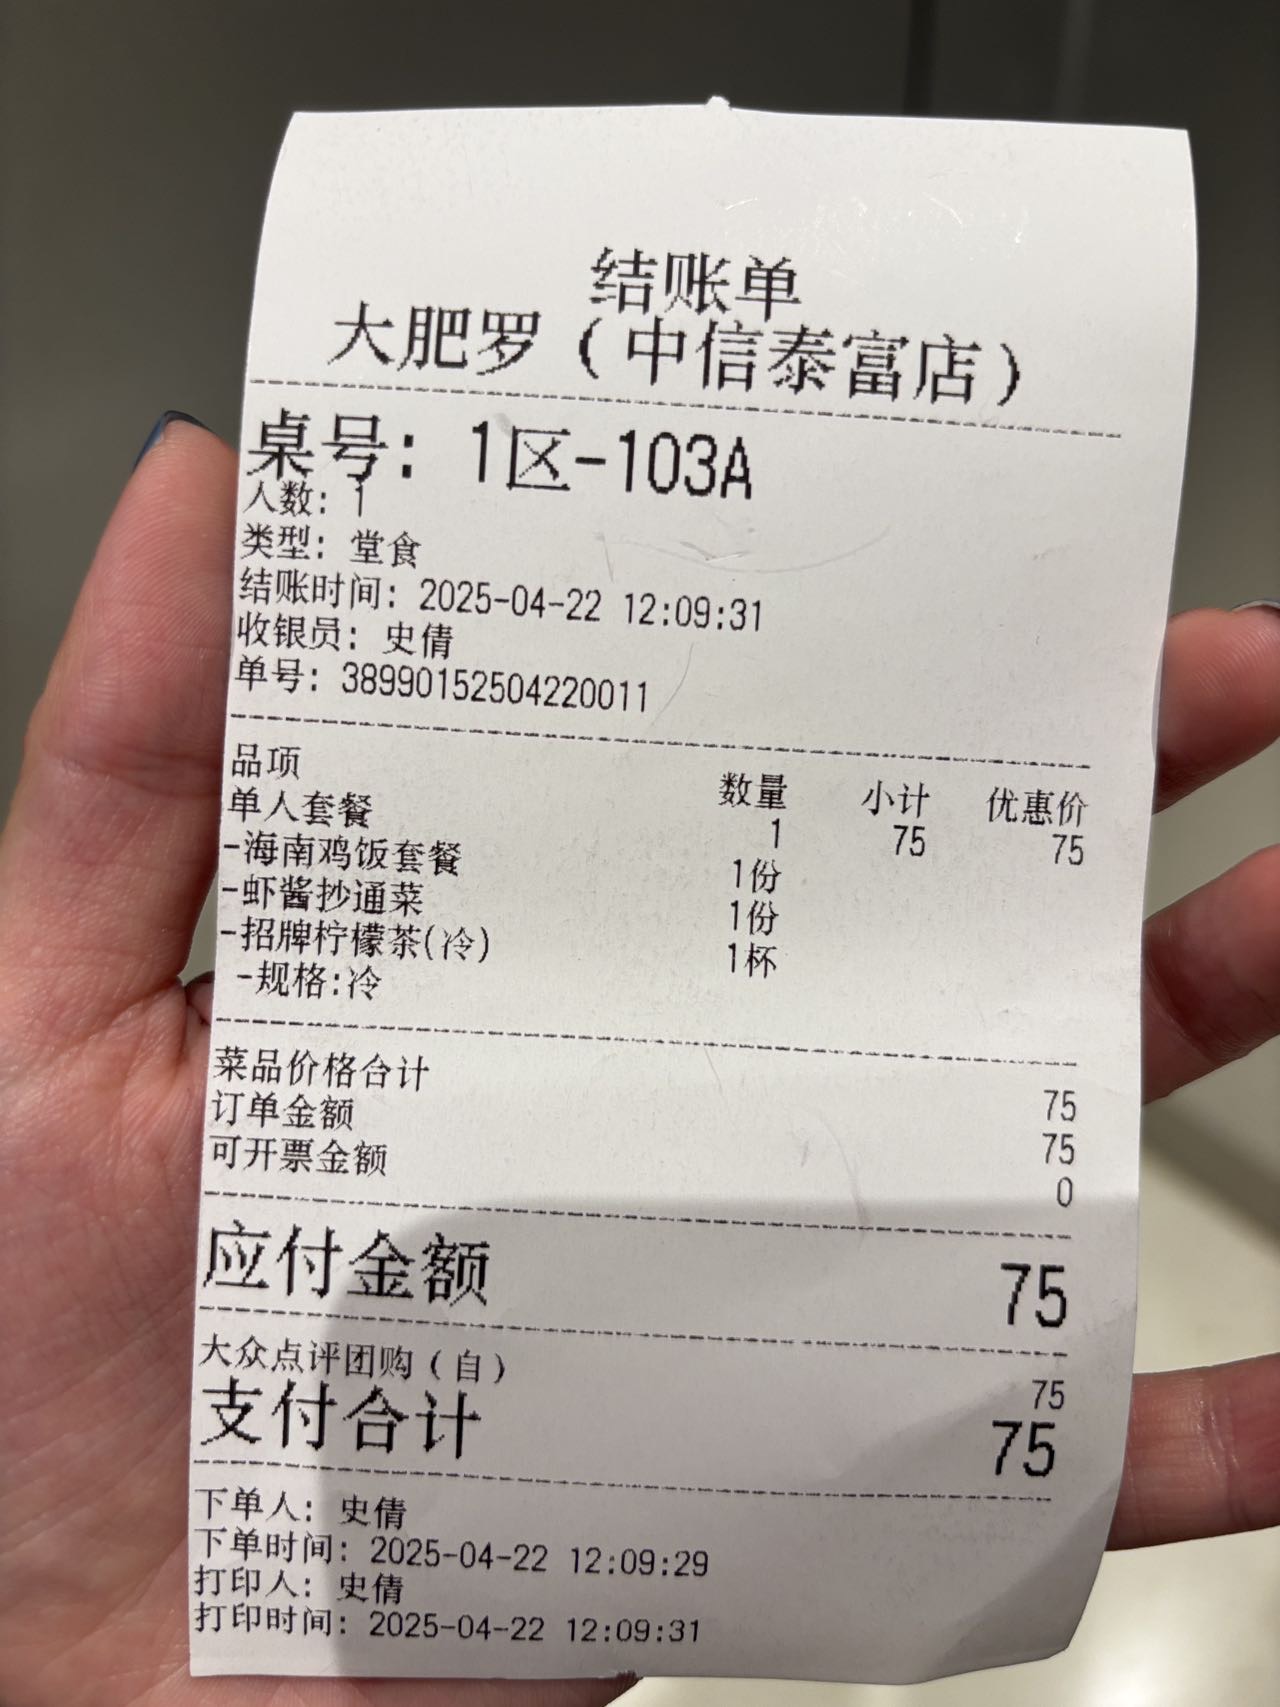 结账单
大肥罗（中信泰富店）
桌号：1区-103A
人数：1
类型：堂食
结账时间：2025-04-22 12:09:31
收银员：史倩
单号：38990152504220011
品项 数量 小计 优惠价
单人套餐 1 75 75
-海南鸡饭套餐 1份
-虾酱抄通菜 1份
-招牌柠檬茶(冷) 1杯
-规格:冷
菜品价格合计 75
订单金额 75
可开票金额 0
应付金额 75
大众点评团购（自） 75
支付合计 75
下单人：史倩
下单时间：2025-04-22 12:09:29
打印人：史倩
打印时间：2025-04-22 12:09:31